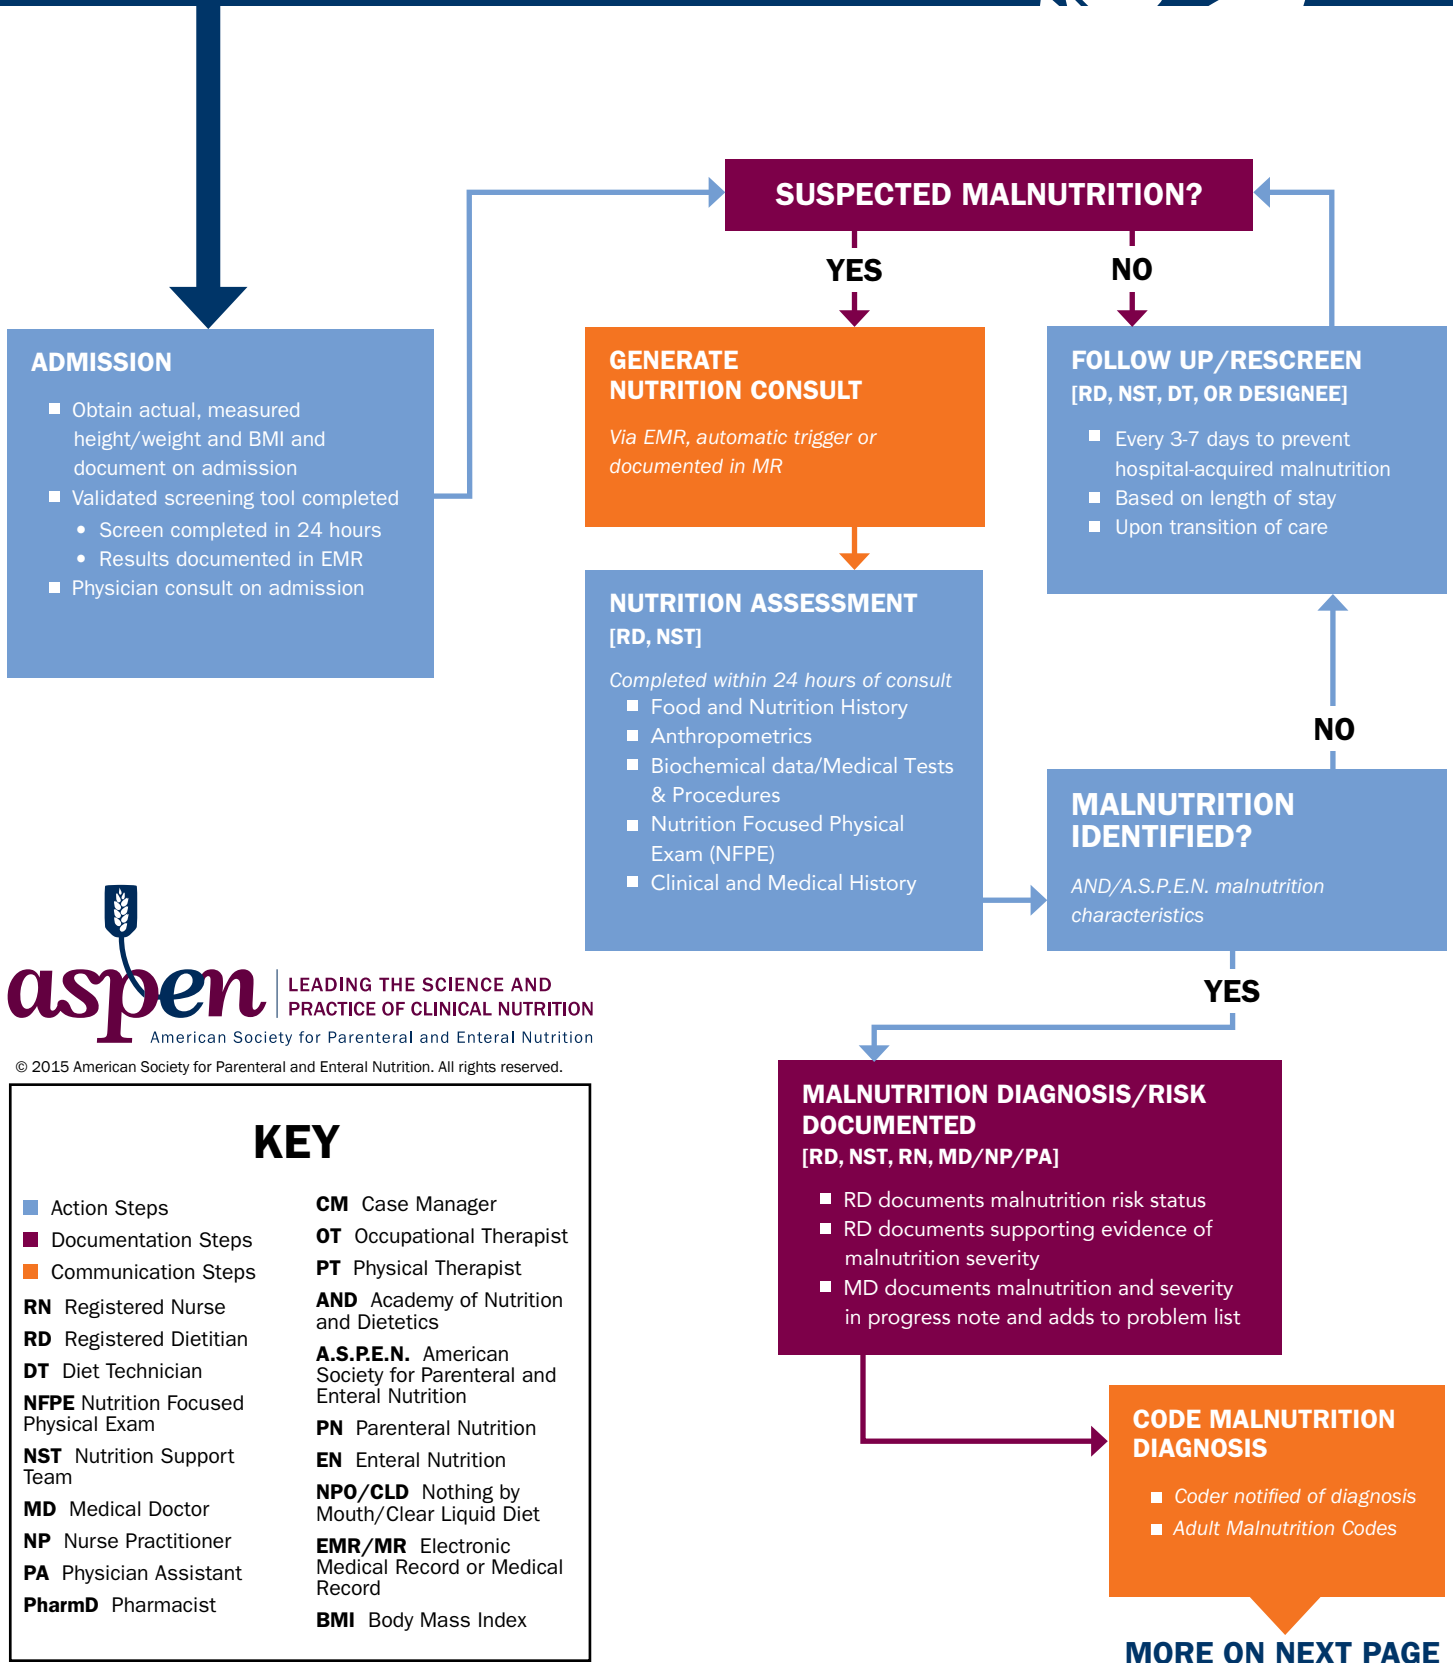 SUSPECTED MALNUTRITION?
YES
NO
ADMISSION
Obtain actual, measured
height/weight and BMI and
document on admission
Validated screening tool completed
• Screen completed in 24 hours
• Results documented in EMR
Physician consult on admission
GENERATE
NUTRITION CONSULT
Via EMR, automatic trigger or
documented in MR
FOLLOW UP/RESCREEN
[RD, NST, DT, OR DESIGNEE]
Every 3-7 days to prevent
hospital-acquired malnutrition
Based on length of stay
Upon transition of care
NUTRITION ASSESSMENT
[RD, NST]
Completed within 24 hours of consult
Food and Nutrition History
Anthropometrics
Biochemical data/Medical Tests
& Procedures
Nutrition Focused Physical
Exam (NFPE)
Clinical and Medical History
NO
MALNUTRITION
IDENTIFIED?
AND/A.S.P.E.N. malnutrition
characteristics
YES
aspen
LEADING THE SCIENCE AND
PRACTICE OF CLINICAL NUTRITION
American Society for Parenteral and Enteral Nutrition
© 2015 American Society for Parenteral and Enteral Nutrition. All rights reserved.
MALNUTRITION DIAGNOSIS/RISK
DOCUMENTED
[RD, NST, RN, MD/NP/PA]
RD documents malnutrition risk status
RD documents supporting evidence of
malnutrition severity
MD documents malnutrition and severity
in progress note and adds to problem list
KEY
Action Steps
Documentation Steps
Communication Steps
RN Registered Nurse
RD Registered Dietitian
DT Diet Technician
NFPE Nutrition Focused
Physical Exam
NST Nutrition Support
Team
MD Medical Doctor
NP Nurse Practitioner
PA Physician Assistant
PharmD Pharmacist
CM Case Manager
OT Occupational Therapist
PT Physical Therapist
AND Academy of Nutrition
and Dietetics
A.S.P.E.N. American
Society for Parenteral and
Enteral Nutrition
PN Parenteral Nutrition
EN Enteral Nutrition
NPO/CLD Nothing by
Mouth/Clear Liquid Diet
EMR/MR Electronic
Medical Record or Medical
Record
BMI Body Mass Index
CODE MALNUTRITION
DIAGNOSIS
Coder notified of diagnosis
Adult Malnutrition Codes
MORE ON NEXT PAGE